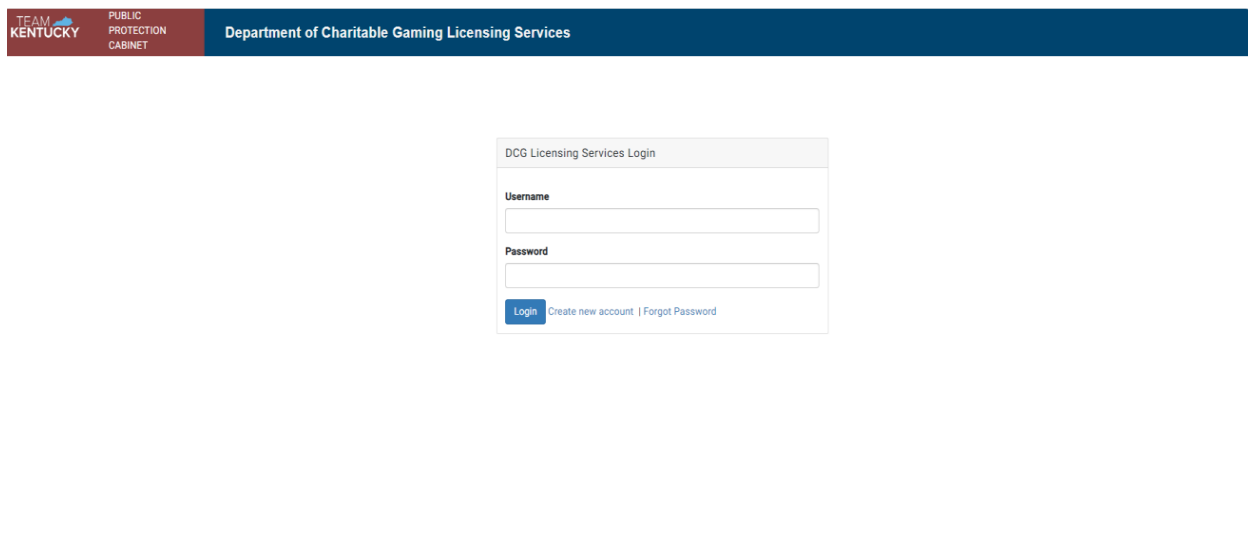 TEAM
KENTUCKY
PUBLIC
PROTECTION
CABINET
Department of Charitable Gaming Licensing Services
DCG Licensing Services Login
Username
Password
Login Create new account | Forgot Password